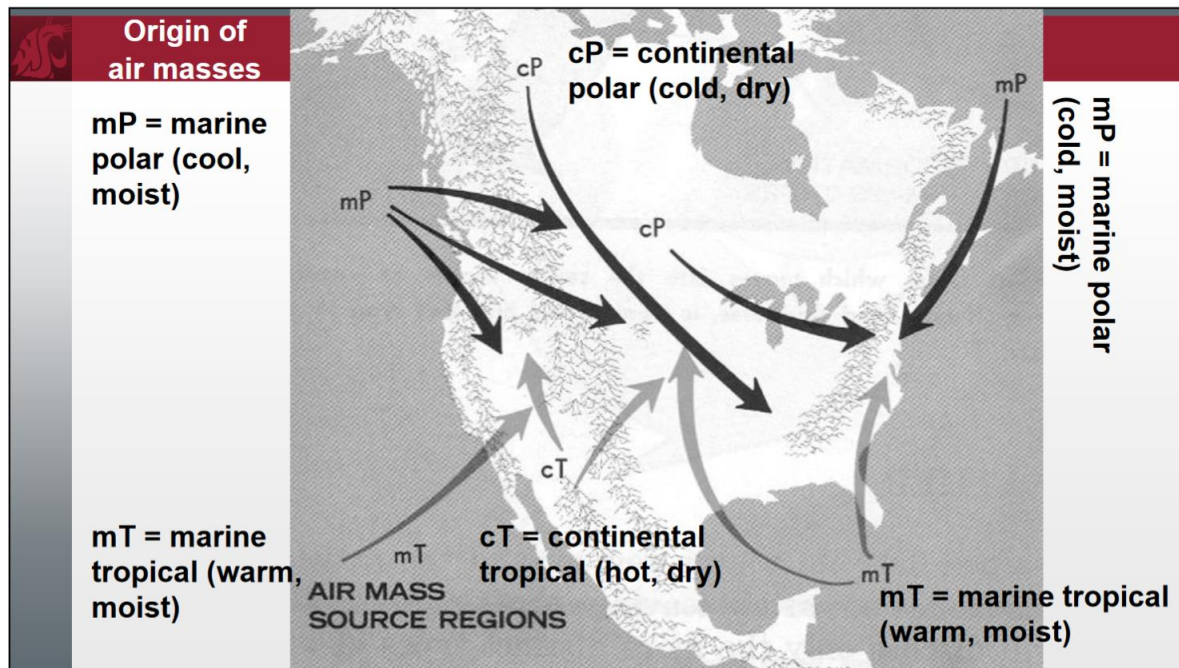 Origin of
air masses
cP = continental
polar (cold, dry)
cP
mP
mP = marine
polar (cool,
moist)
mP = marine polar
(cold, moist)
mP
cP
which
cT
mT
mT
mT = marine
tropical (warm,
moist)
cT = continental
tropical (hot, dry)
mT = marine tropical
(warm, moist)
AIR MASS
SOURCE REGIONS